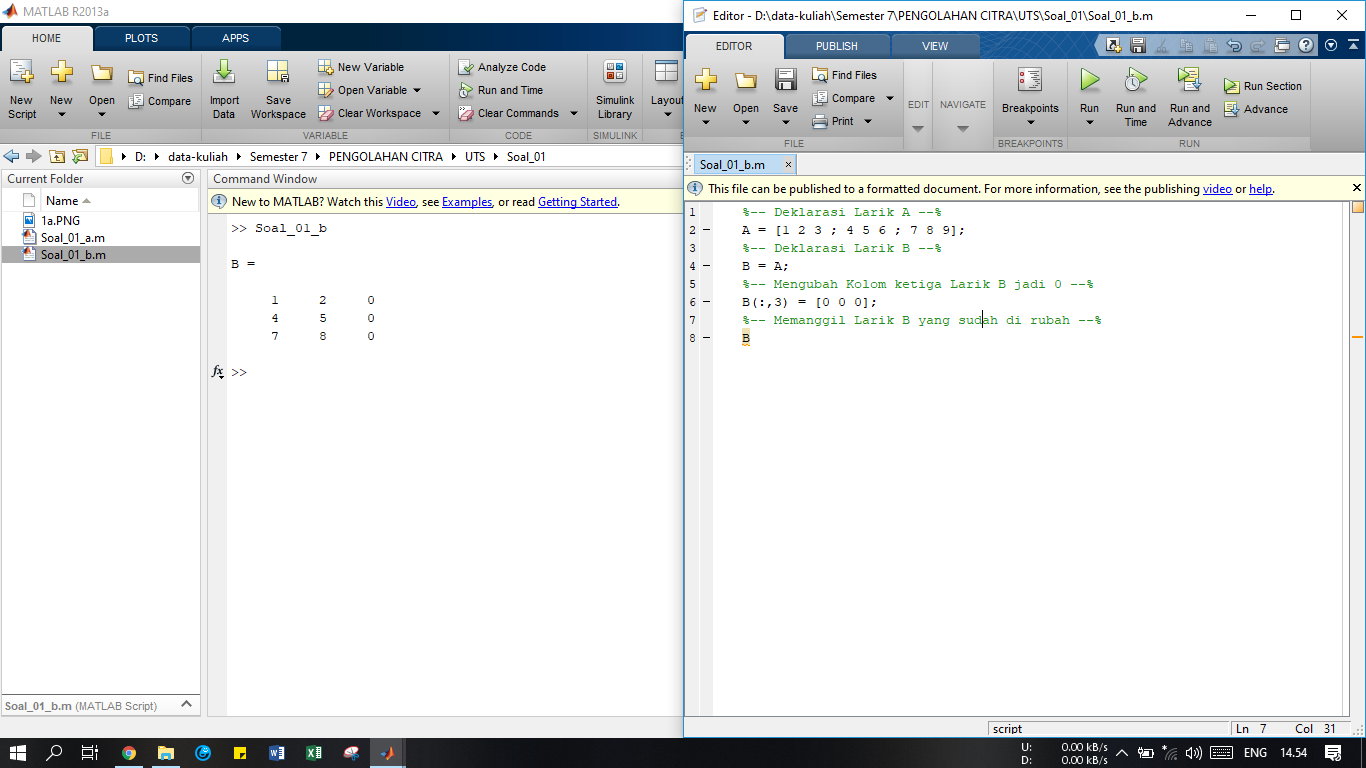 MATLAB R2013a
HOME PLOTS APPS
New Script
New
Open
Find Files
Compare
Import Data
Save Workspace
New Variable
Open Variable
Clear Workspace
Analyze Code
Run and Time
Clear Commands
Simulink Library
Layout
FILE VARIABLE CODE SIMULINK
D: data-kuliah Semester 7 PENGOLAHAN CITRA UTS Soal_01
Current Folder
Name
1a.PNG
Soal_01_a.m
Soal_01_b.m
Soal_01_b.m (MATLAB Script)
Command Window
New to MATLAB? Watch this Video, see Examples, or read Getting Started.
>> Soal_01_b
B =
1 2 0
4 5 0
7 8 0
fx >>
Editor - D:\data-kuliah\Semester 7\PENGOLAHAN CITRA\UTS\Soal_01\Soal_01_b.m
EDITOR PUBLISH VIEW
New
Open
Save
Find Files
Compare
Print
EDIT
NAVIGATE
Breakpoints
Run
Run and Time
Run and Advance
Run Section
Advance
FILE BREAKPOINTS RUN
Soal_01_b.m ×
This file can be published to a formatted document. For more information, see the publishing video or help.
1 %-- Deklarasi Larik A --%
2 – A = [1 2 3 ; 4 5 6 ; 7 8 9];
3 %-- Deklarasi Larik B --%
4 – B = A;
5 %-- Mengubah Kolom ketiga Larik B jadi 0 --%
6 – B(:,3) = [0 0 0];
7 %-- Memanggil Larik B yang sudah di rubah --%
8 – B
script Ln 7 Col 31
U: 0.00 kB/s
D: 0.00 kB/s
ENG 14.54